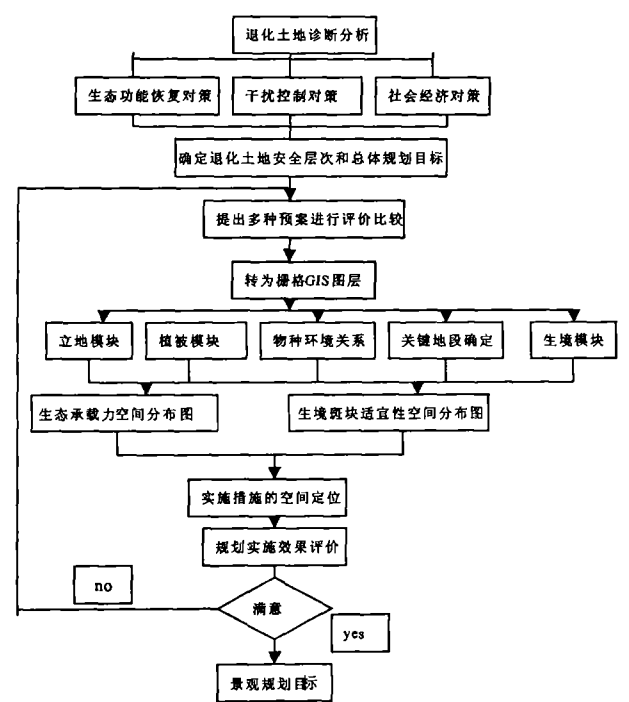 退化土地诊断分析
生态功能恢复对策
干扰控制对策
社会经济对策
确定退化土地安全层次和总体规划目标
提出多种预案进行评价比较
转为栅格GIS图层
立地模块
植被模块
物种环境关系
关键地段确定
生境模块
生态承载力空间分布图
生境斑块适宜性空间分布图
实施措施的空间定位
规划实施效果评价
no
满意
yes
景观规划目标